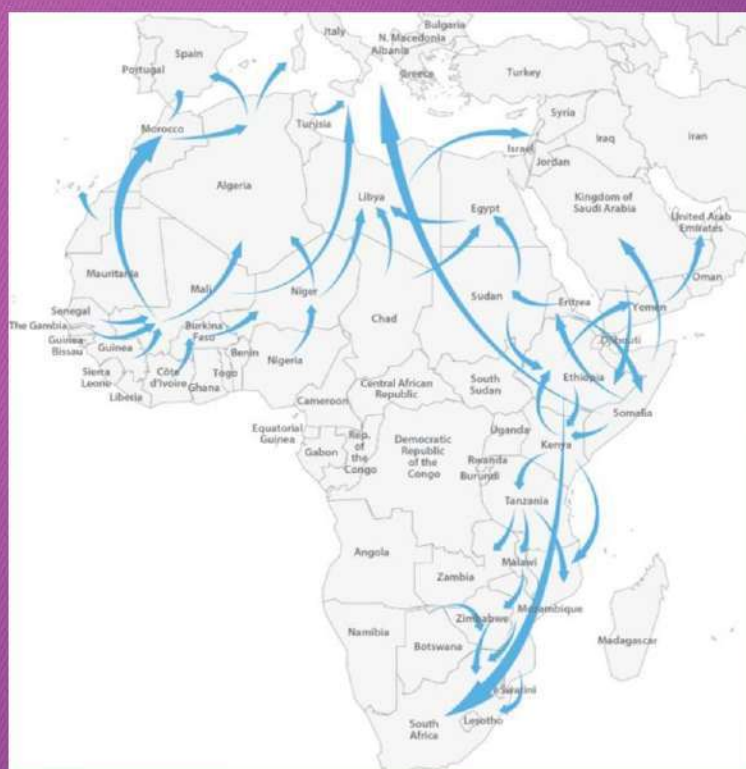 Italy
Bulgaria
N. Macedonia
Albania
Spain
Portugal
Greece
Turkey
Syria
Iraq
Iran
Israel
Jordan
Morocco
Tunisia
Algeria
Libya
Egypt
Kingdom of
Saudi Arabia
United Arab
Emirates
Oman
Mauritania
Mali
Niger
Chad
Sudan
Eritrea
Yemen
Djibouti
Senegal
The Gambia
Guinea
Bissau
Guinea
Sierra
Leone
Liberia
Côte
d'Ivoire
Burkina
Faso
Ghana
Togo
Benin
Nigeria
Cameroon
Central African
Republic
South
Sudan
Ethiopia
Somalia
Equatorial
Guinea
Gabon
Rep.
of the
Congo
Democratic
Republic
of the Congo
Uganda
Kenya
Rwanda
Burundi
Tanzania
Angola
Zambia
Malawi
Mozambique
Zimbabwe
Namibia
Botswana
Madagascar
South
Africa
Lesotho